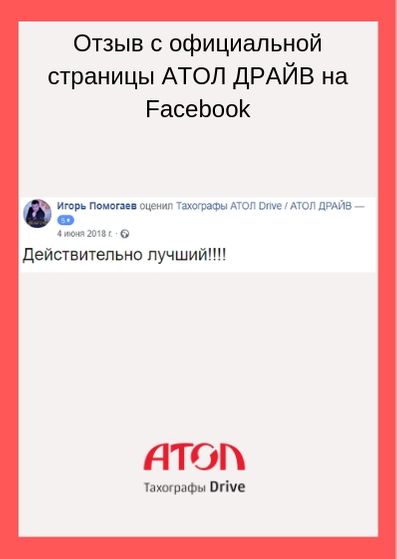 Отзыв с официальной
страницы АТОЛ ДРАЙВ на
Facebook
Игорь Помогаев оценил Тахографы АТОЛ Drive / АТОЛ ДРАЙВ —
5★
4 июня 2018 г. ·
Действительно лучший!!!!
АТОЛ
Тахографы Drive